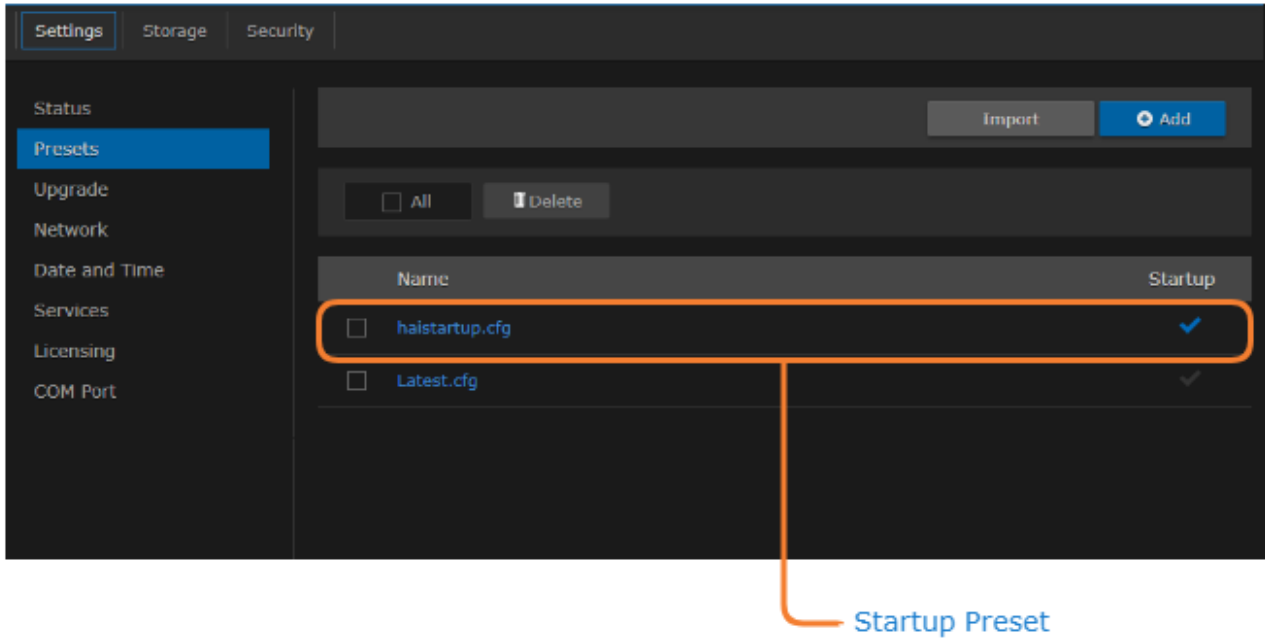 Settings Storage Security
Status
Presets
Upgrade
Network
Date and Time
Services
Licensing
COM Port
Import Add
All Delete
Name Startup
haistartup.cfg
Latest.cfg
Startup Preset